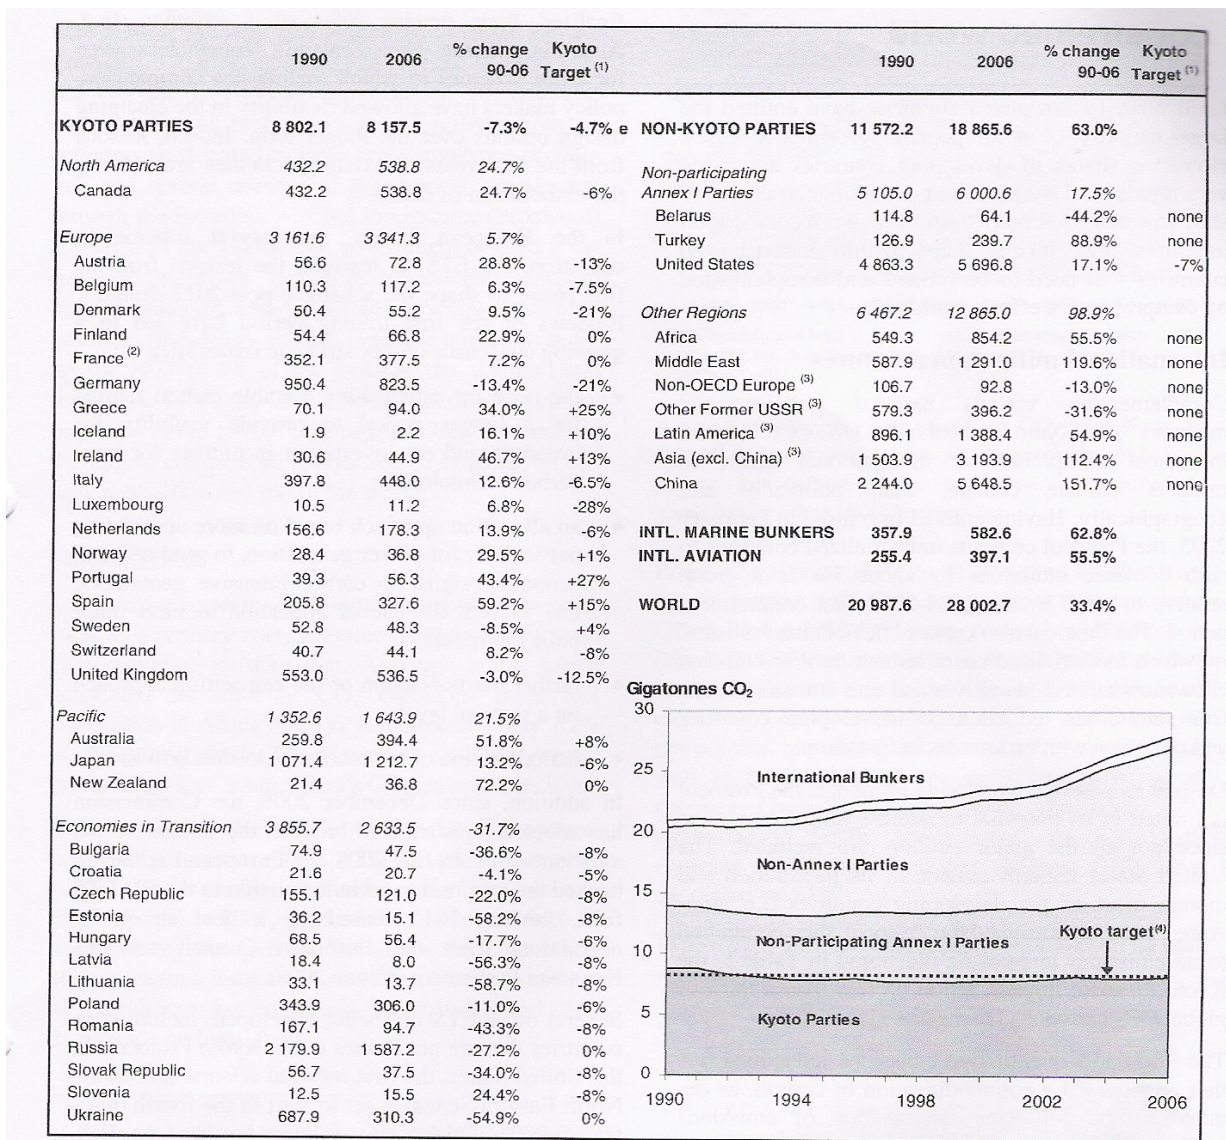 1990 2006 % change 90-06 Kyoto Target (1)
KYOTO PARTIES 8 802.1 8 157.5 -7.3% -4.7% e
North America 432.2 538.8 24.7%
Canada 432.2 538.8 24.7% -6%
Europe 3 161.6 3 341.3 5.7%
Austria 56.6 72.8 28.8% -13%
Belgium 110.3 117.2 6.3% -7.5%
Denmark 50.4 55.2 9.5% -21%
Finland 54.4 66.8 22.9% 0%
France (2) 352.1 377.5 7.2% 0%
Germany 950.4 823.5 -13.4% -21%
Greece 70.1 94.0 34.0% +25%
Iceland 1.9 2.2 16.1% +10%
Ireland 30.6 44.9 46.7% +13%
Italy 397.8 448.0 12.6% -6.5%
Luxembourg 10.5 11.2 6.8% -28%
Netherlands 156.6 178.3 13.9% -6%
Norway 28.4 36.8 29.5% +1%
Portugal 39.3 56.3 43.4% +27%
Spain 205.8 327.6 59.2% +15%
Sweden 52.8 48.3 -8.5% +4%
Switzerland 40.7 44.1 8.2% -8%
United Kingdom 553.0 536.5 -3.0% -12.5%
Pacific 1 352.6 1 643.9 21.5%
Australia 259.8 394.4 51.8% +8%
Japan 1 071.4 1 212.7 13.2% -6%
New Zealand 21.4 36.8 72.2% 0%
Economies in Transition 3 855.7 2 633.5 -31.7%
Bulgaria 74.9 47.5 -36.6% -8%
Croatia 21.6 20.7 -4.1% -5%
Czech Republic 155.1 121.0 -22.0% -8%
Estonia 36.2 15.1 -58.2% -8%
Hungary 68.5 56.4 -17.7% -6%
Latvia 18.4 8.0 -56.3% -8%
Lithuania 33.1 13.7 -58.7% -8%
Poland 343.9 306.0 -11.0% -6%
Romania 167.1 94.7 -43.3% -8%
Russia 2 179.9 1 587.2 -27.2% 0%
Slovak Republic 56.7 37.5 -34.0% -8%
Slovenia 12.5 15.5 24.4% -8%
Ukraine 687.9 310.3 -54.9% 0%
1990 2006 % change 90-06 Kyoto Target (1)
NON-KYOTO PARTIES 11 572.2 18 865.6 63.0%
Non-participating
Annex I Parties 5 105.0 6 000.6 17.5%
Belarus 114.8 64.1 -44.2% none
Turkey 126.9 239.7 88.9% none
United States 4 863.3 5 696.8 17.1% -7%
Other Regions 6 467.2 12 865.0 98.9%
Africa 549.3 854.2 55.5% none
Middle East 587.9 1 291.0 119.6% none
Non-OECD Europe (3) 106.7 92.8 -13.0% none
Other Former USSR (3) 579.3 396.2 -31.6% none
Latin America (3) 896.1 1 388.4 54.9% none
Asia (excl. China) (3) 1 503.9 3 193.9 112.4% none
China 2 244.0 5 648.5 151.7% none
INTL. MARINE BUNKERS 357.9 582.6 62.8%
INTL. AVIATION 255.4 397.1 55.5%
WORLD 20 987.6 28 002.7 33.4%
Gigatonnes CO2
30
25
International Bunkers
20
Non-Annex I Parties
15
Kyoto target(4)
Non-Participating Annex I Parties
10
5
Kyoto Parties
0
1990 1994 1998 2002 2006